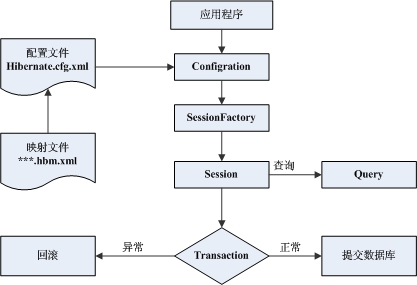 应用程序
配置文件
Hibernate.cfg.xml
Configration
SessionFactory
映射文件
***.hbm.xml
Session
查询
Query
回滚
异常
Transaction
正常
提交数据库